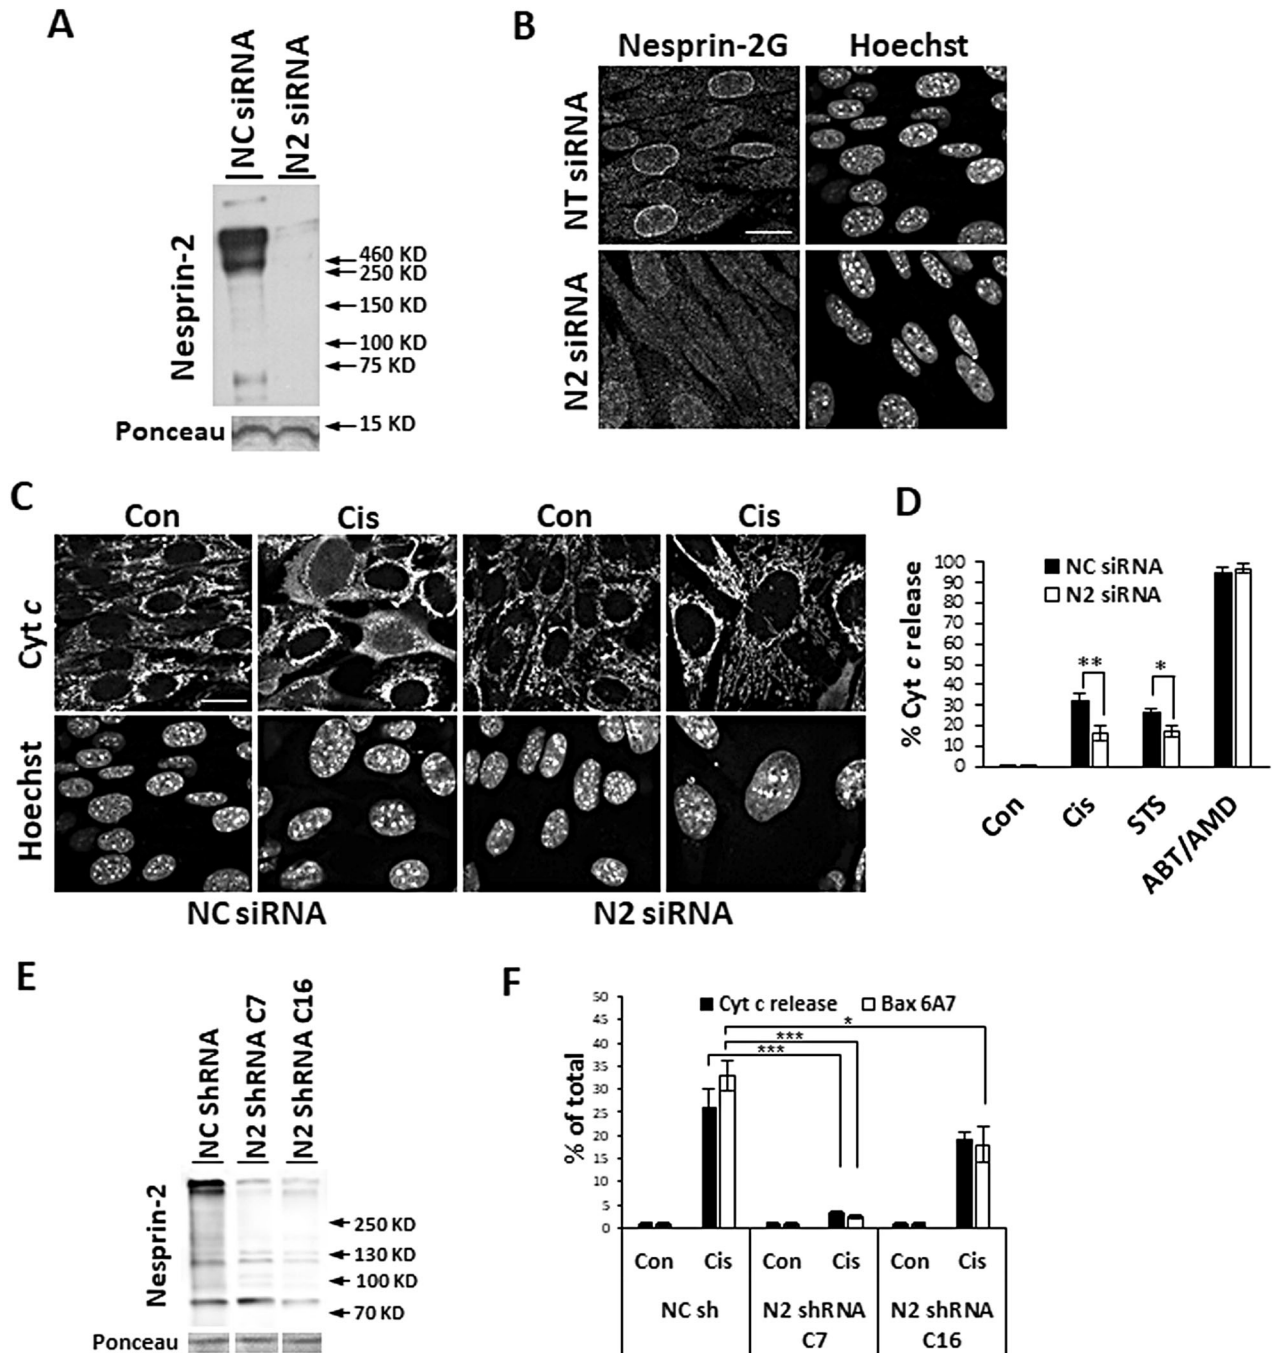 A
NC siRNA
N2 siRNA
Nesprin-2
460 KD
250 KD
150 KD
100 KD
75 KD
Ponceau
15 KD
B
Nesprin-2G
Hoechst
NT siRNA
N2 siRNA
C
Con
Cis
Con
Cis
Cyt c
Hoechst
NC siRNA
N2 siRNA
D
NC siRNA
N2 siRNA
% Cyt c release
100
90
80
70
60
50
40
30
20
10
0
**
*
Con
Cis
STS
ABT/AMD
E
NC ShRNA
N2 ShRNA C7
N2 ShRNA C16
Nesprin-2
250 KD
130 KD
100 KD
70 KD
Ponceau
F
Cyt c release
Bax 6A7
% of total
50
45
40
35
30
25
20
15
10
5
0
*
***
***
Con
Cis
Con
Cis
Con
Cis
NC sh
N2 shRNA
C7
N2 shRNA
C16